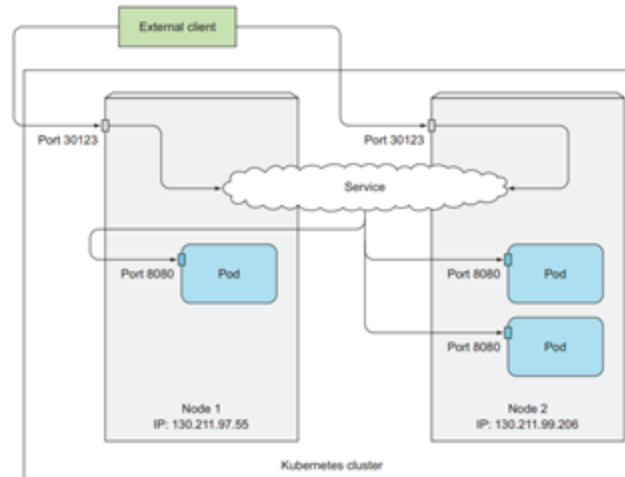 External client
Port 30123
Port 30123
Service
Port 8080
Pod
Port 8080
Pod
Port 8080
Pod
Node 1
IP: 130.211.97.55
Node 2
IP: 130.211.99.206
Kubernetes cluster